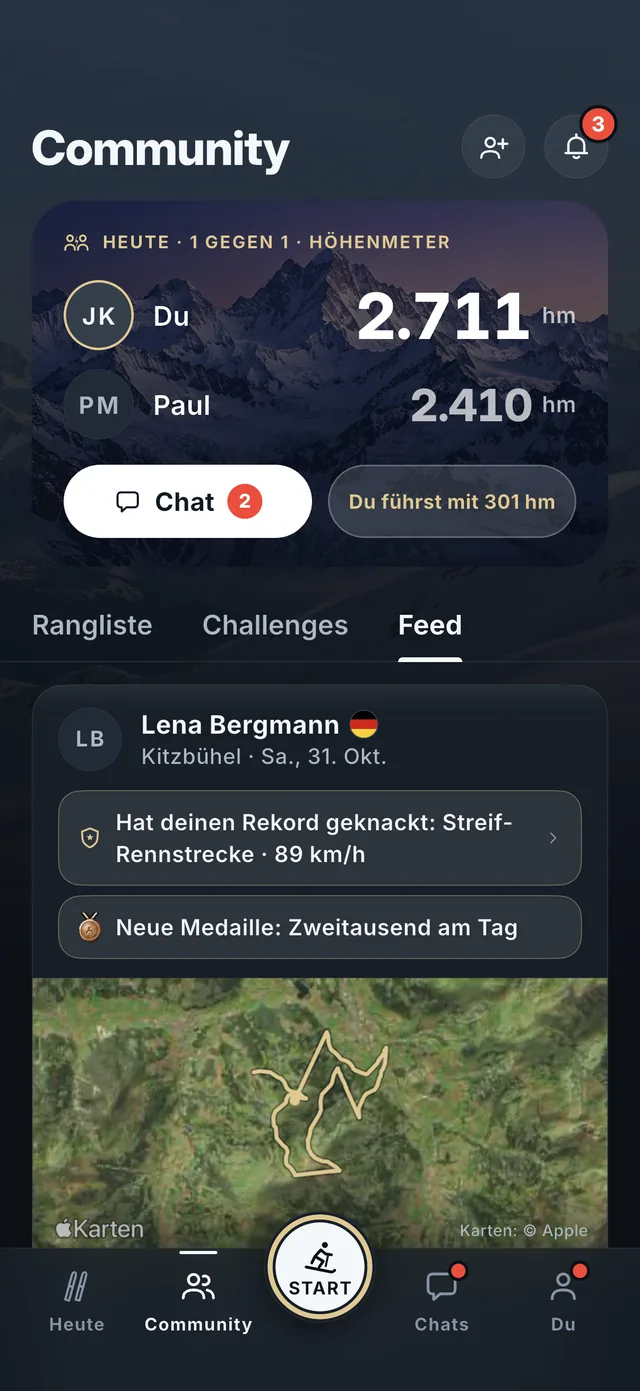 Community
3
HEUTE · 1 GEGEN 1 · HÖHENMETER
JK Du 2.711 hm
PM Paul 2.410 hm
Chat 2 Du führst mit 301 hm
Rangliste Challenges Feed
LB Lena Bergmann
Kitzbühel · Sa., 31. Okt.
Hat deinen Rekord geknackt: Streif-
Rennstrecke · 89 km/h
Neue Medaille: Zweitausend am Tag
Karten Karten: © Apple
START
Heute Community Chats Du